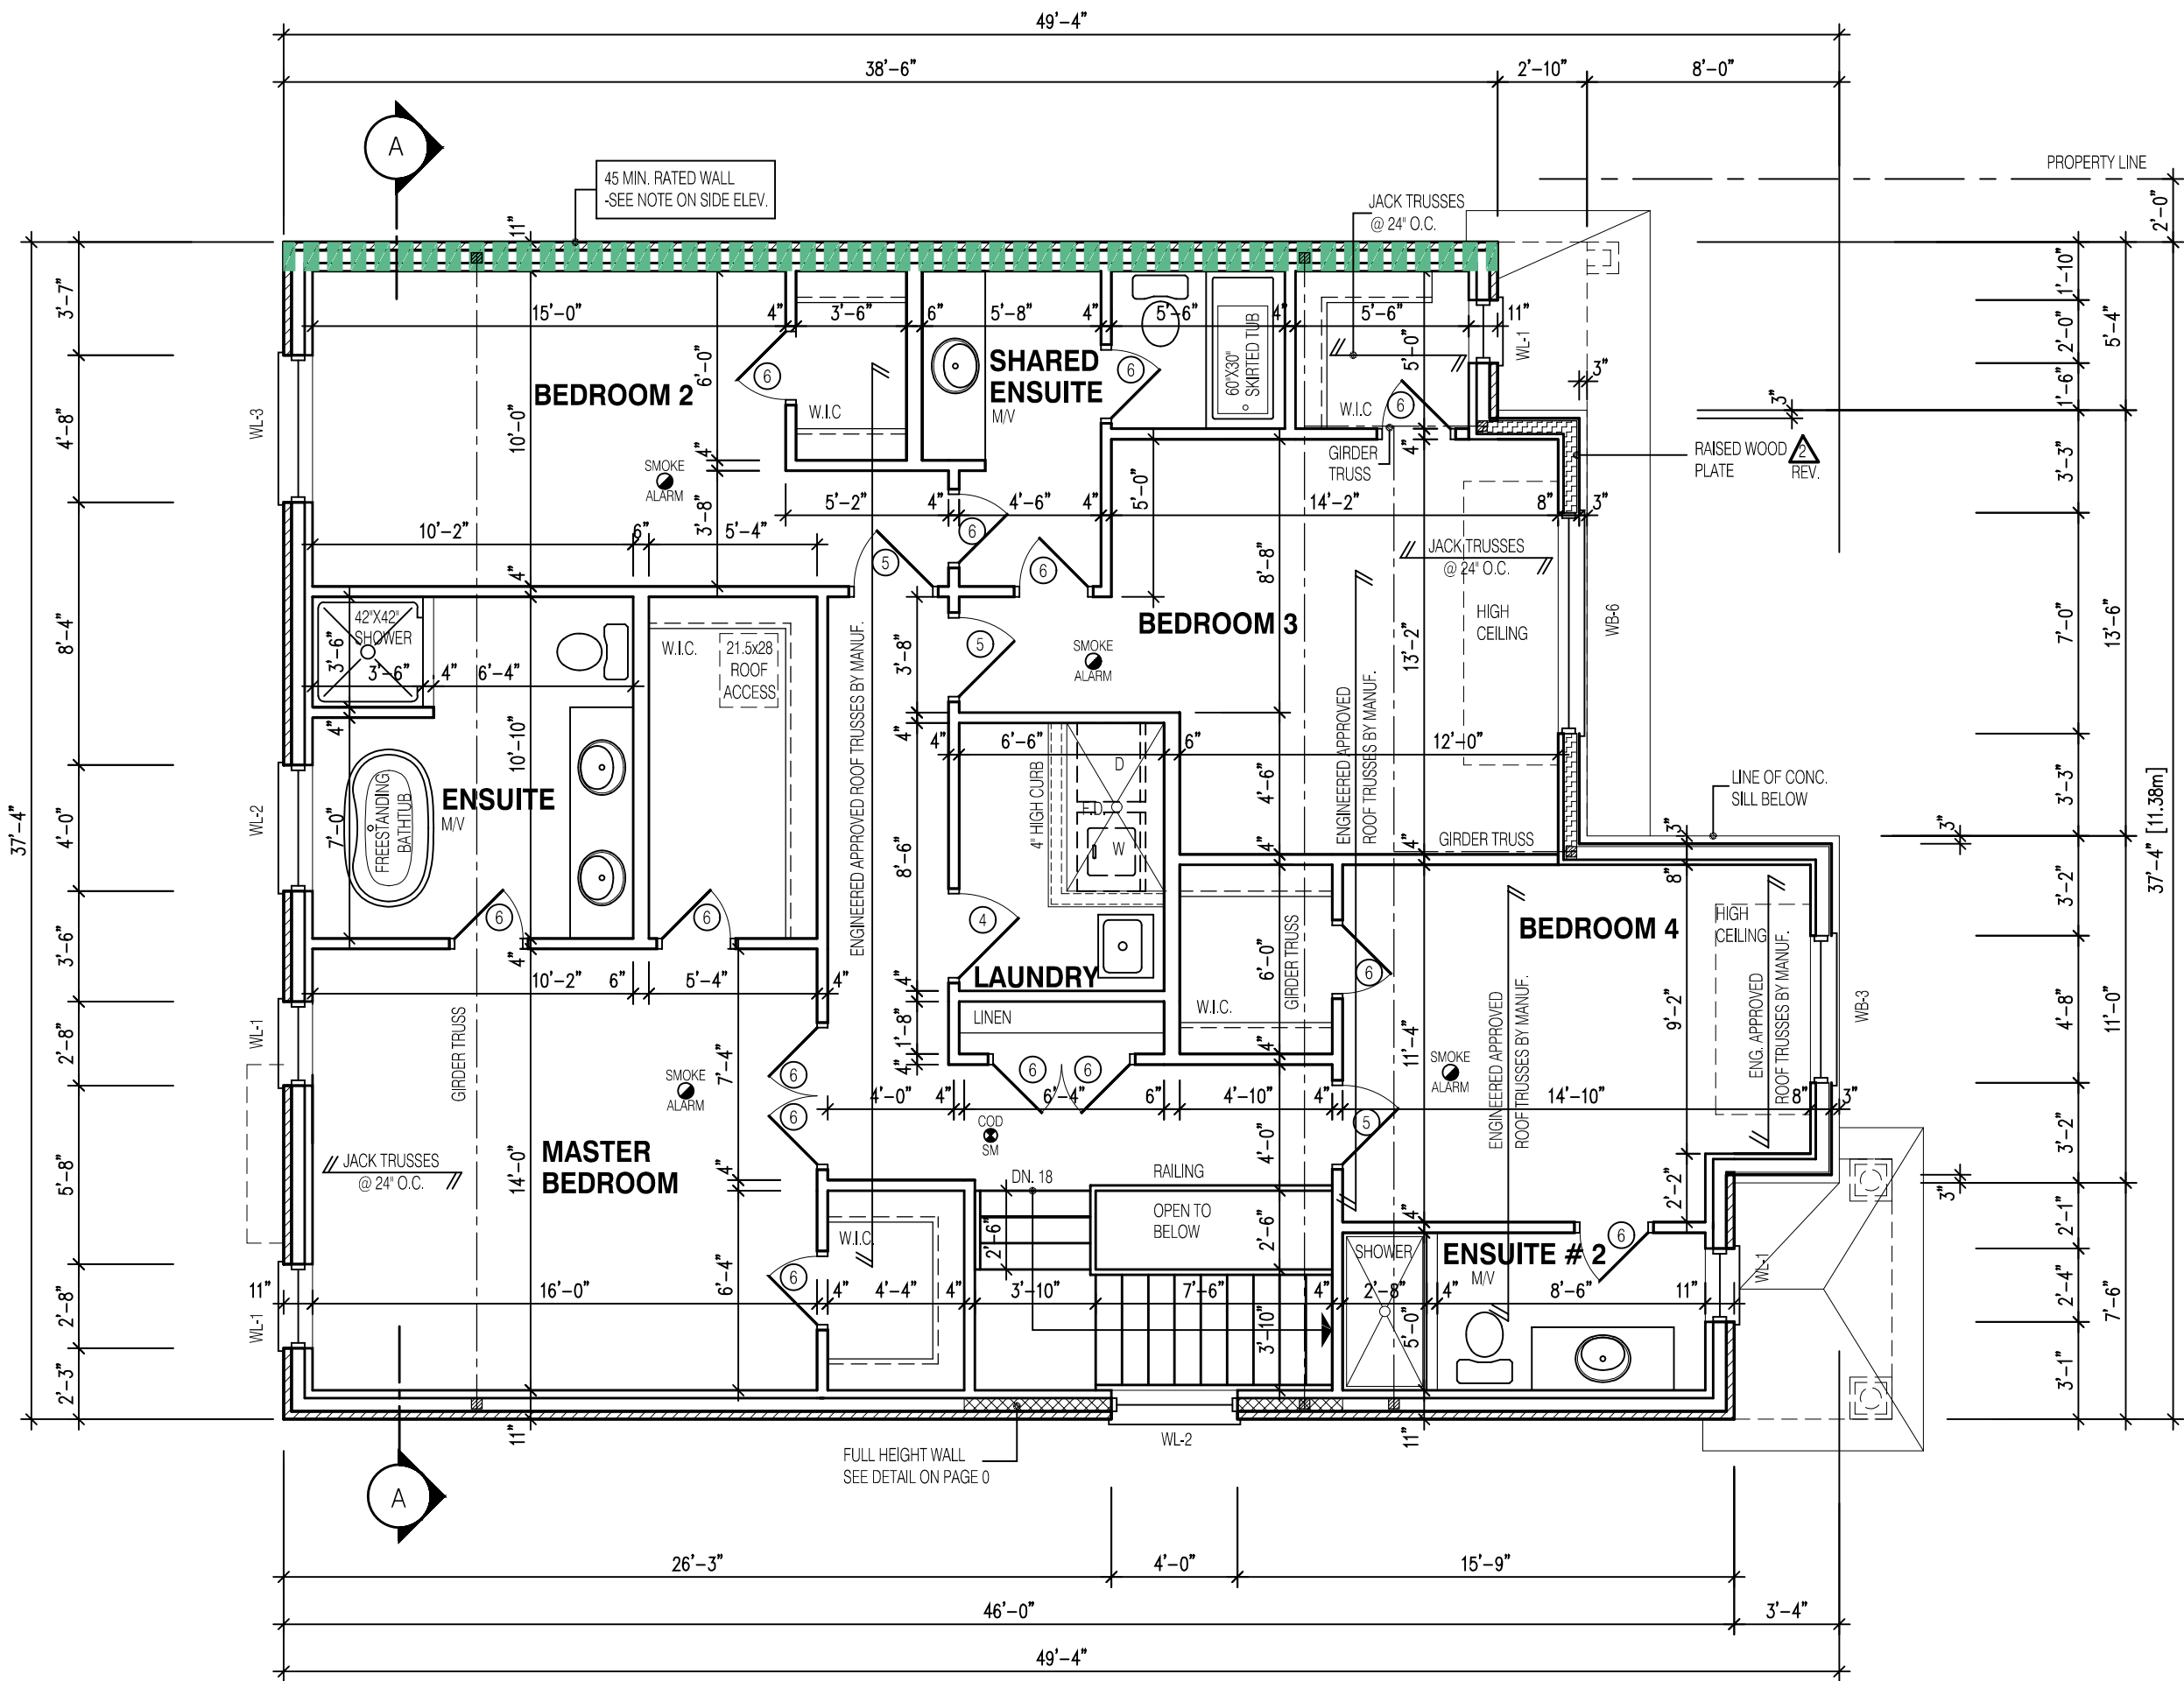 49'-4"
38'-6" 2'-10" 8'-0"
A
PROPERTY LINE
45 MIN. RATED WALL
-SEE NOTE ON SIDE ELEV.
JACK TRUSSES
@ 24" O.C.
2'-0"
11"
3'-7"
1'-10"
15'-0" 4" 3'-6" 6" 5'-8" 4" 5'-6" 4" 5'-6" 11"
2'-0"
5'-4"
WL-1
6'-0"
5'-0"
60"X30"
SKIRTED TUB
SHARED
ENSUITE
M/V
6
6
3"
BEDROOM 2
W.I.C
W.I.C
6
1'-6"
3"
WL-3
4'-8"
10'-0"
4"
4"
GIRDER
TRUSS
RAISED WOOD
PLATE
2
REV.
3'-3"
SMOKE
ALARM
5'-2" 4" 4'-6" 4" 14'-2" 8" 3"
5'-0"
3'-8"
10'-2" 6" 5'-4"
6
5
6
JACK TRUSSES
@ 24" O.C.
8'-8"
4"
42"X42"
SHOWER
3'-6"
3'-6" 4" 6'-4"
W.I.C.
21.5x28
ROOF
ACCESS
BEDROOM 3
5
3'-8"
SMOKE
ALARM
HIGH
CEILING
WB-6
7'-0"
13'-6"
13'-2"
8'-4"
ENGINEERED APPROVED ROOF TRUSSES BY MANUF.
ENGINEERED APPROVED
ROOF TRUSSES BY MANUF.
4"
10'-10"
4"
4" 6'-6" 6" 12'-0"
D
F.D.
W
4" HIGH CURB
4'-6"
LINE OF CONC.
SILL BELOW
3'-3"
37'-4"
WL-2
4'-0"
7'-0"
FREESTANDING
BATHTUB
ENSUITE
M/V
8'-6"
GIRDER TRUSS
4"
4"
3"
3"
37'-4" [11.38m]
8"
3'-2"
6
6
4
3'-6"
4"
BEDROOM 4
HIGH
CEILING
LAUNDRY
6'-0"
GIRDER TRUSS
6
10'-2" 6" 5'-4" 4"
4"
W.I.C.
9'-2"
ENGINEERED APPROVED
ROOF TRUSSES BY MANUF.
ENG. APPROVED
ROOF TRUSSES BY MANUF.
WB-3
4'-8"
11'-0"
WL-1
2'-8"
GIRDER TRUSS
LINEN
1'-8"
4"
4"
11'-4"
7'-4"
SMOKE
ALARM
6
6
6
6
SMOKE
ALARM
4'-0" 4" 6'-4" 6" 4'-10" 4" 14'-10" 8" 3"
COD
SM
5
3'-2"
MASTER
BEDROOM
JACK TRUSSES
@ 24" O.C.
14'-0"
4"
DN. 18
RAILING
4'-0"
5'-8"
2'-2"
3"
W.I.C.
2'-6"
OPEN TO
BELOW
2'-6"
4"
2'-1"
SHOWER
ENSUITE # 2
M/V
6
WL-1
6
6'-4"
11" 16'-0" 4" 4'-4" 4" 3'-10" 7'-6" 4" 2'-8" 4" 8'-6" 11"
2'-8"
WL-1
2'-4"
7'-6"
3'-10"
5'-0"
2'-3"
3'-1"
11"
11"
WL-2
FULL HEIGHT WALL
SEE DETAIL ON PAGE 0
A
26'-3" 4'-0" 15'-9"
46'-0" 3'-4"
49'-4"